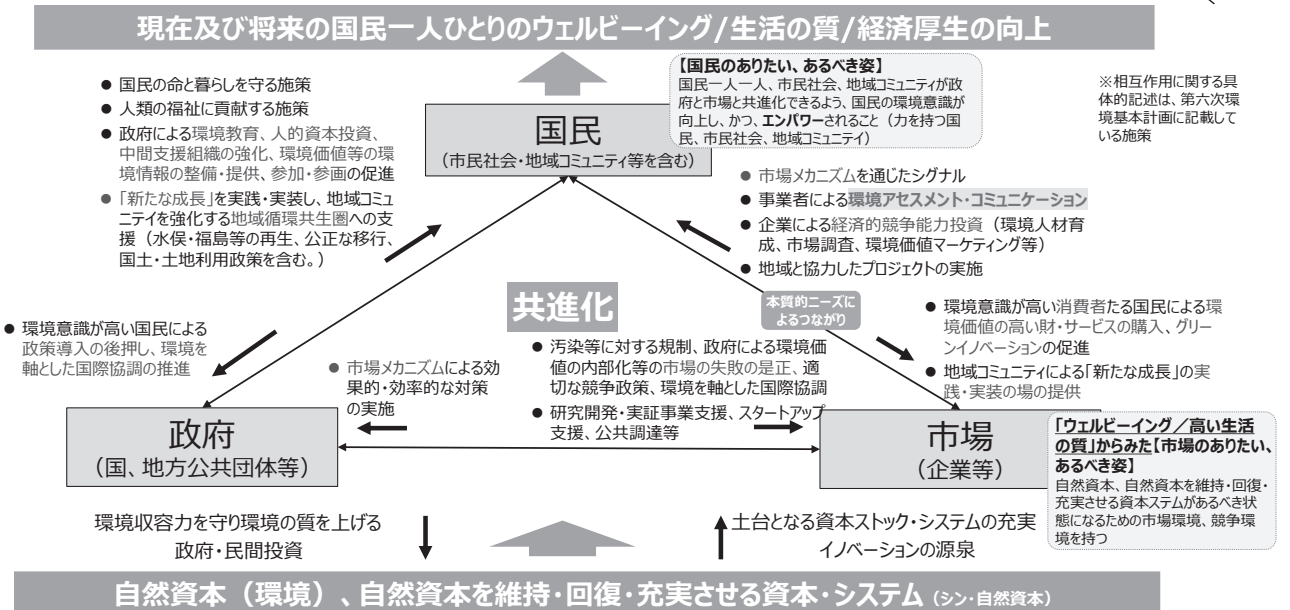 現在及び将来の国民一人ひとりのウェルビーイング/生活の質/経済厚生の向上
● 国民の命と暮らしを守る施策
● 人類の福祉に貢献する施策
● 政府による環境教育、人的資本投資、
中間支援組織の強化、環境価値等の環
境情報の整備・提供、参加・参画の促進
● 「新たな成長」を実践・実装し、地域コミュ
ニテイを強化する地域循環共生圏への支
援（水俣・福島等の再生、公正な移行、
国土・土地利用政策を含む。）
国民
（市民社会・地域コミュニティ等を含む）
【国民のありたい、あるべき姿】
国民一人一人、市民社会、地域コミュニティが政
府と市場と共進化できるよう、国民の環境意識が
向上し、かつ、エンパワーされること（力を持つ国
民、市民社会、地域コミュニテイ）
※相互作用に関する具
体的記述は、第六次環
境基本計画に記載して
いる施策
● 市場メカニズムを通じたシグナル
● 事業者による環境アセスメント・コミュニケーション
● 企業による経済的競争能力投資（環境人材育
成、市場調査、環境価値マーケティング等）
● 地域と協力したプロジェクトの実施
共進化
本質的ニーズに
よるつながり
● 環境意識が高い国民による
政策導入の後押し、環境を
軸とした国際協調の推進
● 市場メカニズムによる効
果的・効率的な対策
の実施
● 汚染等に対する規制、政府による環境価
値の内部化等の市場の失敗の是正、適
切な競争政策、環境を軸とした国際協調
● 研究開発・実証事業支援、スタートアップ
支援、公共調達等
● 環境意識が高い消費者たる国民による環
境価値の高い財・サービスの購入、グリー
ンイノベーションの促進
● 地域コミュニティによる「新たな成長」の実
践・実装の場の提供
政府
（国、地方公共団体等）
市場
（企業等）
「ウェルビーイング／高い生活
の質」からみた【市場のありたい、
あるべき姿】
自然資本、自然資本を維持・回復・
充実させる資本ステムがあるべき状
態になるための市場環境、競争環
境を持つ
環境収容力を守り環境の質を上げる
政府・民間投資
土台となる資本ストック・システムの充実
イノベーションの源泉
自然資本（環境）、自然資本を維持・回復・充実させる資本・システム（シン・自然資本）